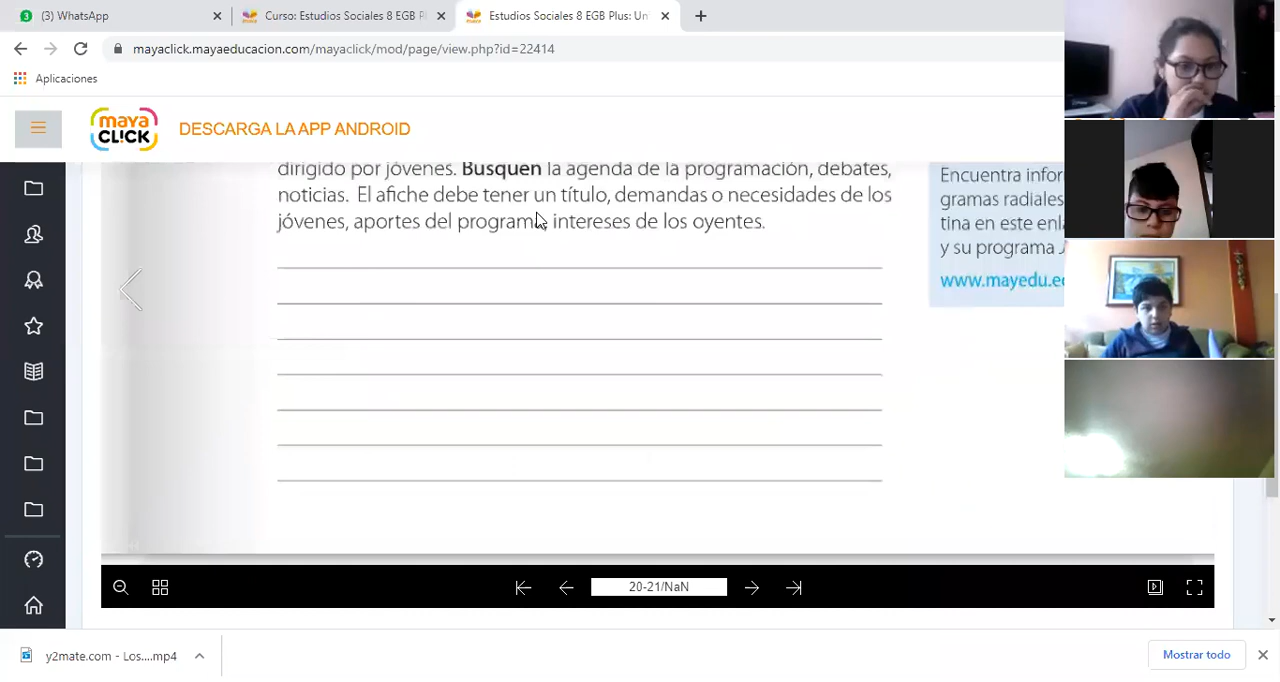 (3) WhatsApp
Curso: Estudios Sociales 8 EGB Pl
Estudios Sociales 8 EGB Plus: Un
mayaclick.mayaeducacion.com/mayaclick/mod/page/view.php?id=22414
Aplicaciones
maya CLICK
DESCARGA LA APP ANDROID
dirigido por jóvenes. Busquen la agenda de la programación, debates,
noticias. El afiche debe tener un título, demandas o necesidades de los
jóvenes, aportes del programa intereses de los oyentes.
Encuentra infor
gramas radiales
tina en este enl
y su programa J
www.mayedu.ec
20-21/NaN
y2mate.com - Los....mp4
Mostrar todo